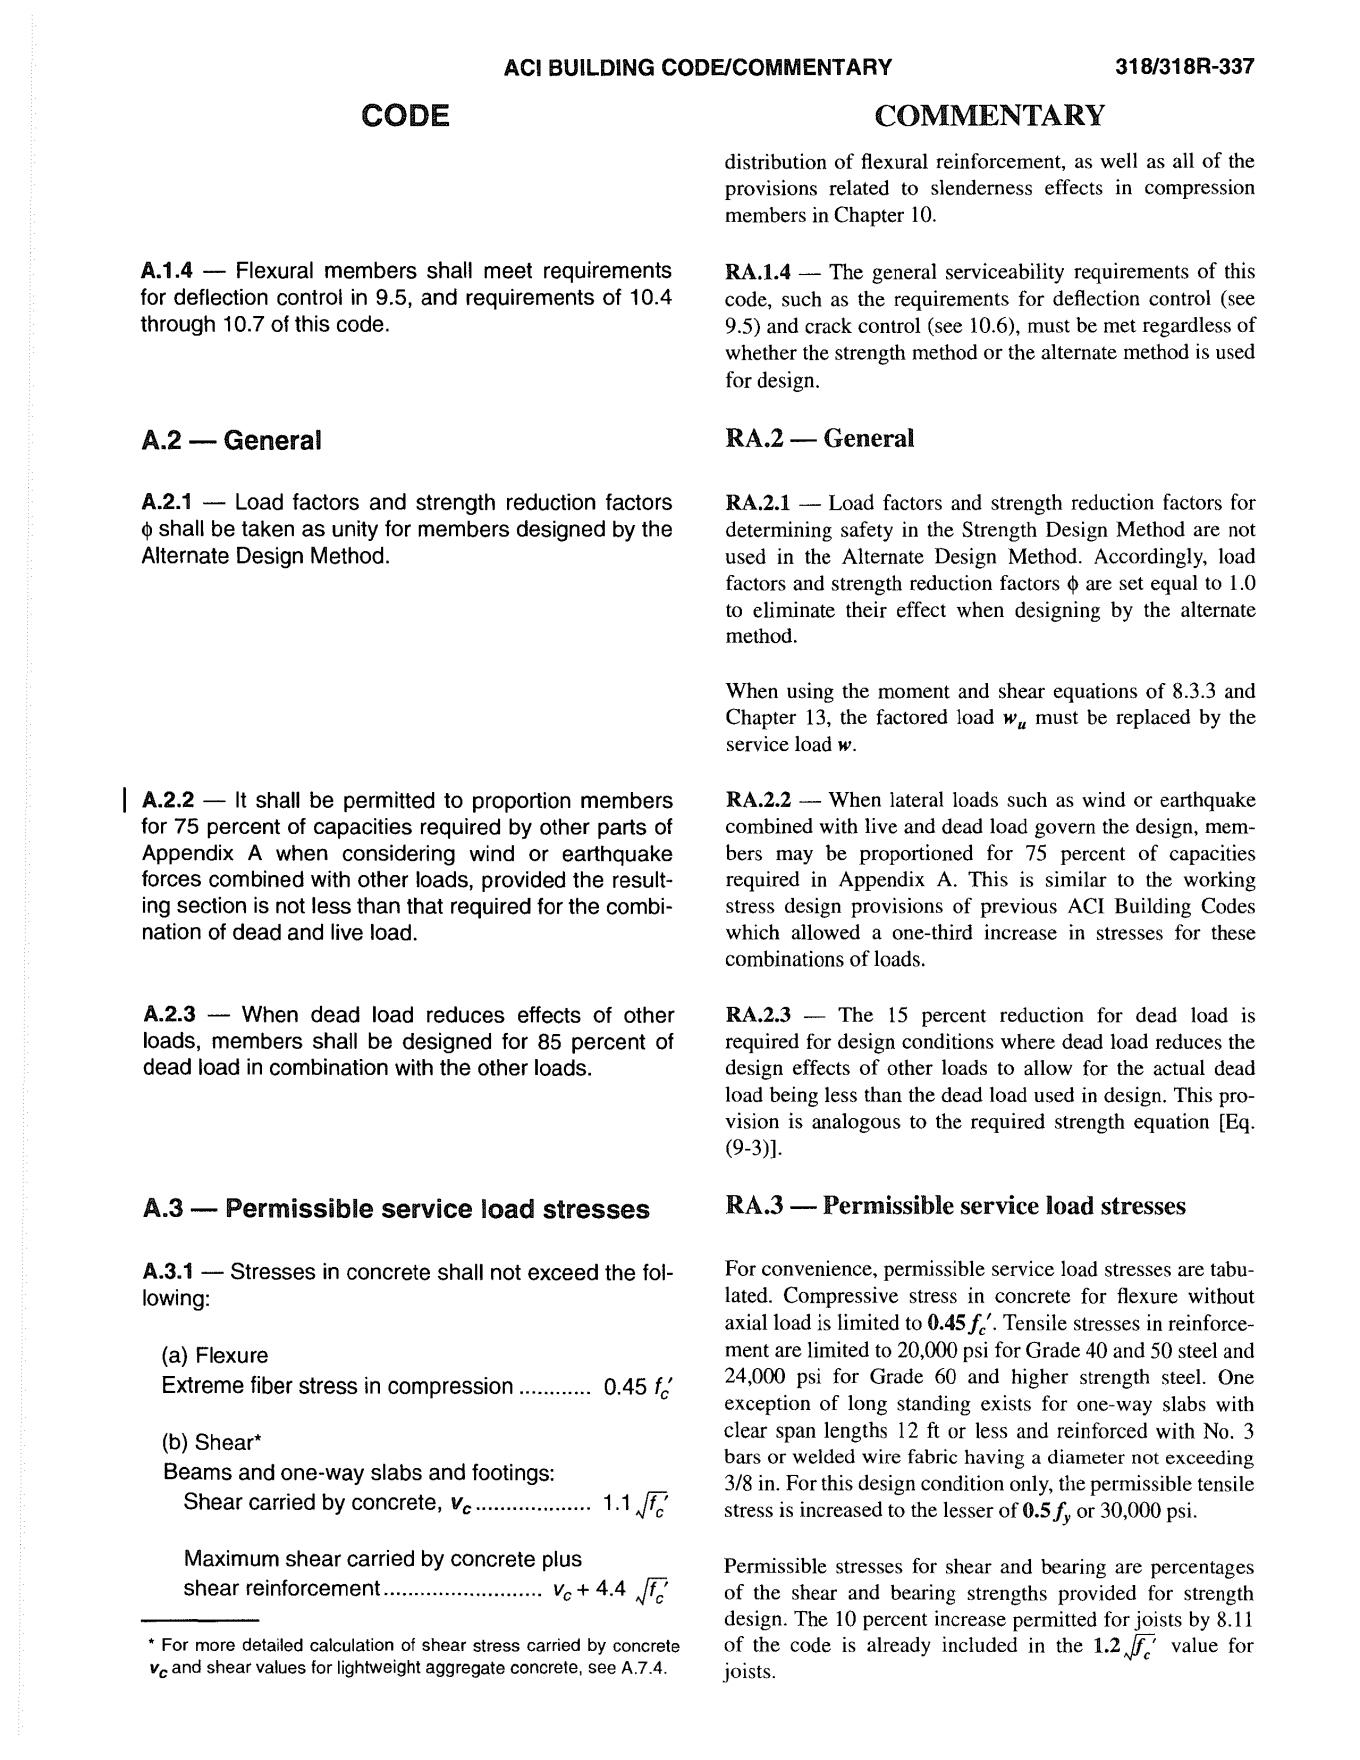 ACI BUILDING CODE/COMMENTARY
318/318R-337
CODE
A.1.4 — Flexural members shall meet requirements
for deflection control in 9.5, and requirements of 10.4
through 10.7 of this code.
A.2 — General
A.2.1 — Load factors and strength reduction factors
ϕ shall be taken as unity for members designed by the
Alternate Design Method.
A.2.2 — It shall be permitted to proportion members
for 75 percent of capacities required by other parts of
Appendix A when considering wind or earthquake
forces combined with other loads, provided the result-
ing section is not less than that required for the combi-
nation of dead and live load.
A.2.3 — When dead load reduces effects of other
loads, members shall be designed for 85 percent of
dead load in combination with the other loads.
A.3 — Permissible service load stresses
A.3.1 — Stresses in concrete shall not exceed the fol-
lowing:
(a) Flexure
Extreme fiber stress in compression ............ 0.45 fc′
(b) Shear*
Beams and one-way slabs and footings:
Shear carried by concrete, vc ................... 1.1 √fc′
Maximum shear carried by concrete plus
shear reinforcement .......................... vc + 4.4 √fc′
* For more detailed calculation of shear stress carried by concrete
vc and shear values for lightweight aggregate concrete, see A.7.4.
COMMENTARY
distribution of flexural reinforcement, as well as all of the
provisions related to slenderness effects in compression
members in Chapter 10.
RA.1.4 — The general serviceability requirements of this
code, such as the requirements for deflection control (see
9.5) and crack control (see 10.6), must be met regardless of
whether the strength method or the alternate method is used
for design.
RA.2 — General
RA.2.1 — Load factors and strength reduction factors for
determining safety in the Strength Design Method are not
used in the Alternate Design Method. Accordingly, load
factors and strength reduction factors ϕ are set equal to 1.0
to eliminate their effect when designing by the alternate
method.
When using the moment and shear equations of 8.3.3 and
Chapter 13, the factored load wu must be replaced by the
service load w.
RA.2.2 — When lateral loads such as wind or earthquake
combined with live and dead load govern the design, mem-
bers may be proportioned for 75 percent of capacities
required in Appendix A. This is similar to the working
stress design provisions of previous ACI Building Codes
which allowed a one-third increase in stresses for these
combinations of loads.
RA.2.3 — The 15 percent reduction for dead load is
required for design conditions where dead load reduces the
design effects of other loads to allow for the actual dead
load being less than the dead load used in design. This pro-
vision is analogous to the required strength equation [Eq.
(9-3)].
RA.3 — Permissible service load stresses
For convenience, permissible service load stresses are tabu-
lated. Compressive stress in concrete for flexure without
axial load is limited to 0.45fc′. Tensile stresses in reinforce-
ment are limited to 20,000 psi for Grade 40 and 50 steel and
24,000 psi for Grade 60 and higher strength steel. One
exception of long standing exists for one-way slabs with
clear span lengths 12 ft or less and reinforced with No. 3
bars or welded wire fabric having a diameter not exceeding
3/8 in. For this design condition only, the permissible tensile
stress is increased to the lesser of 0.5fy or 30,000 psi.
Permissible stresses for shear and bearing are percentages
of the shear and bearing strengths provided for strength
design. The 10 percent increase permitted for joists by 8.11
of the code is already included in the 1.2√fc′ value for
joists.